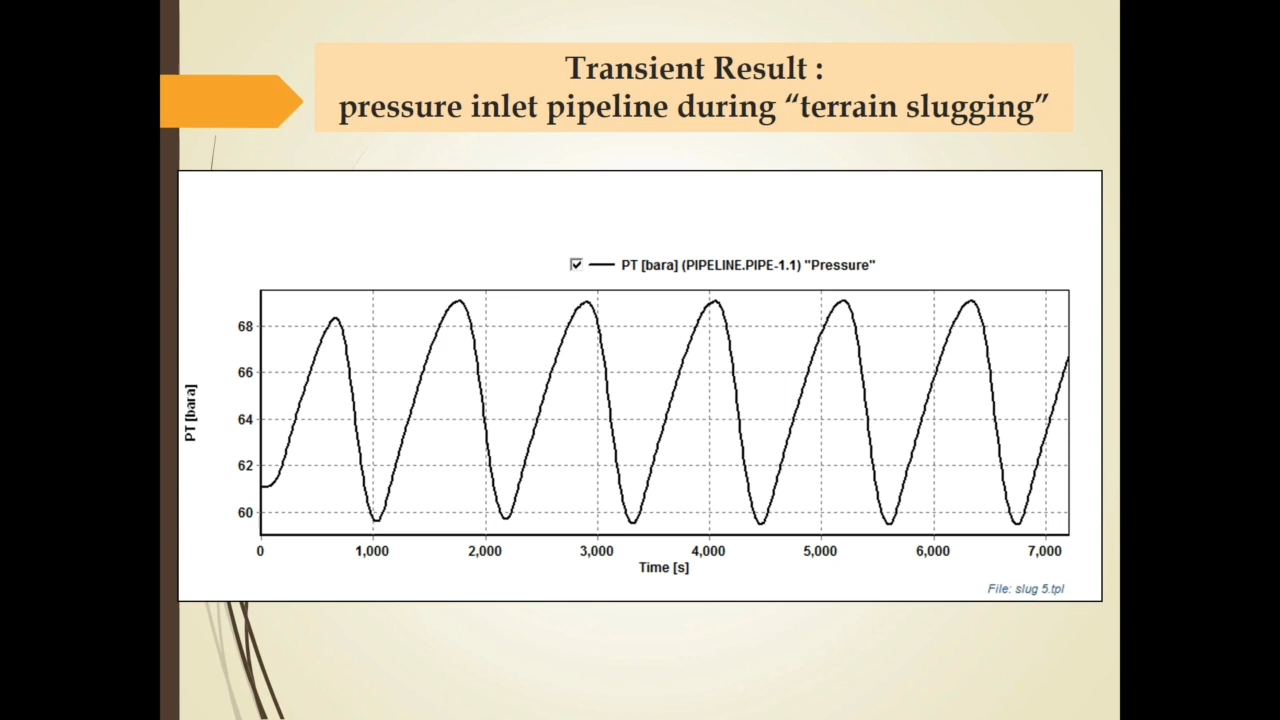 Transient Result :
pressure inlet pipeline during “terrain slugging”
PT [bara] (PIPELINE.PIPE-1.1) "Pressure"
68
66
64
62
60
PT [bara]
0 1,000 2,000 3,000 4,000 5,000 6,000 7,000
Time [s]
File: slug 5.tpl